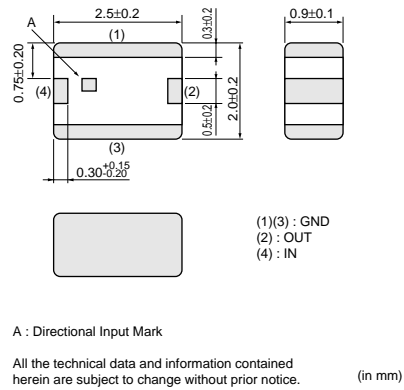 2.5±0.2
0.9±0.1
A
(1)
0.3±0.2
0.75±0.20
(4)
(2)
0.5±0.2
2.0±0.2
(3)
0.30+0.15-0.20
(1)(3) : GND
(2) : OUT
(4) : IN
A : Directional Input Mark
All the technical data and information contained
herein are subject to change without prior notice.
(in mm)